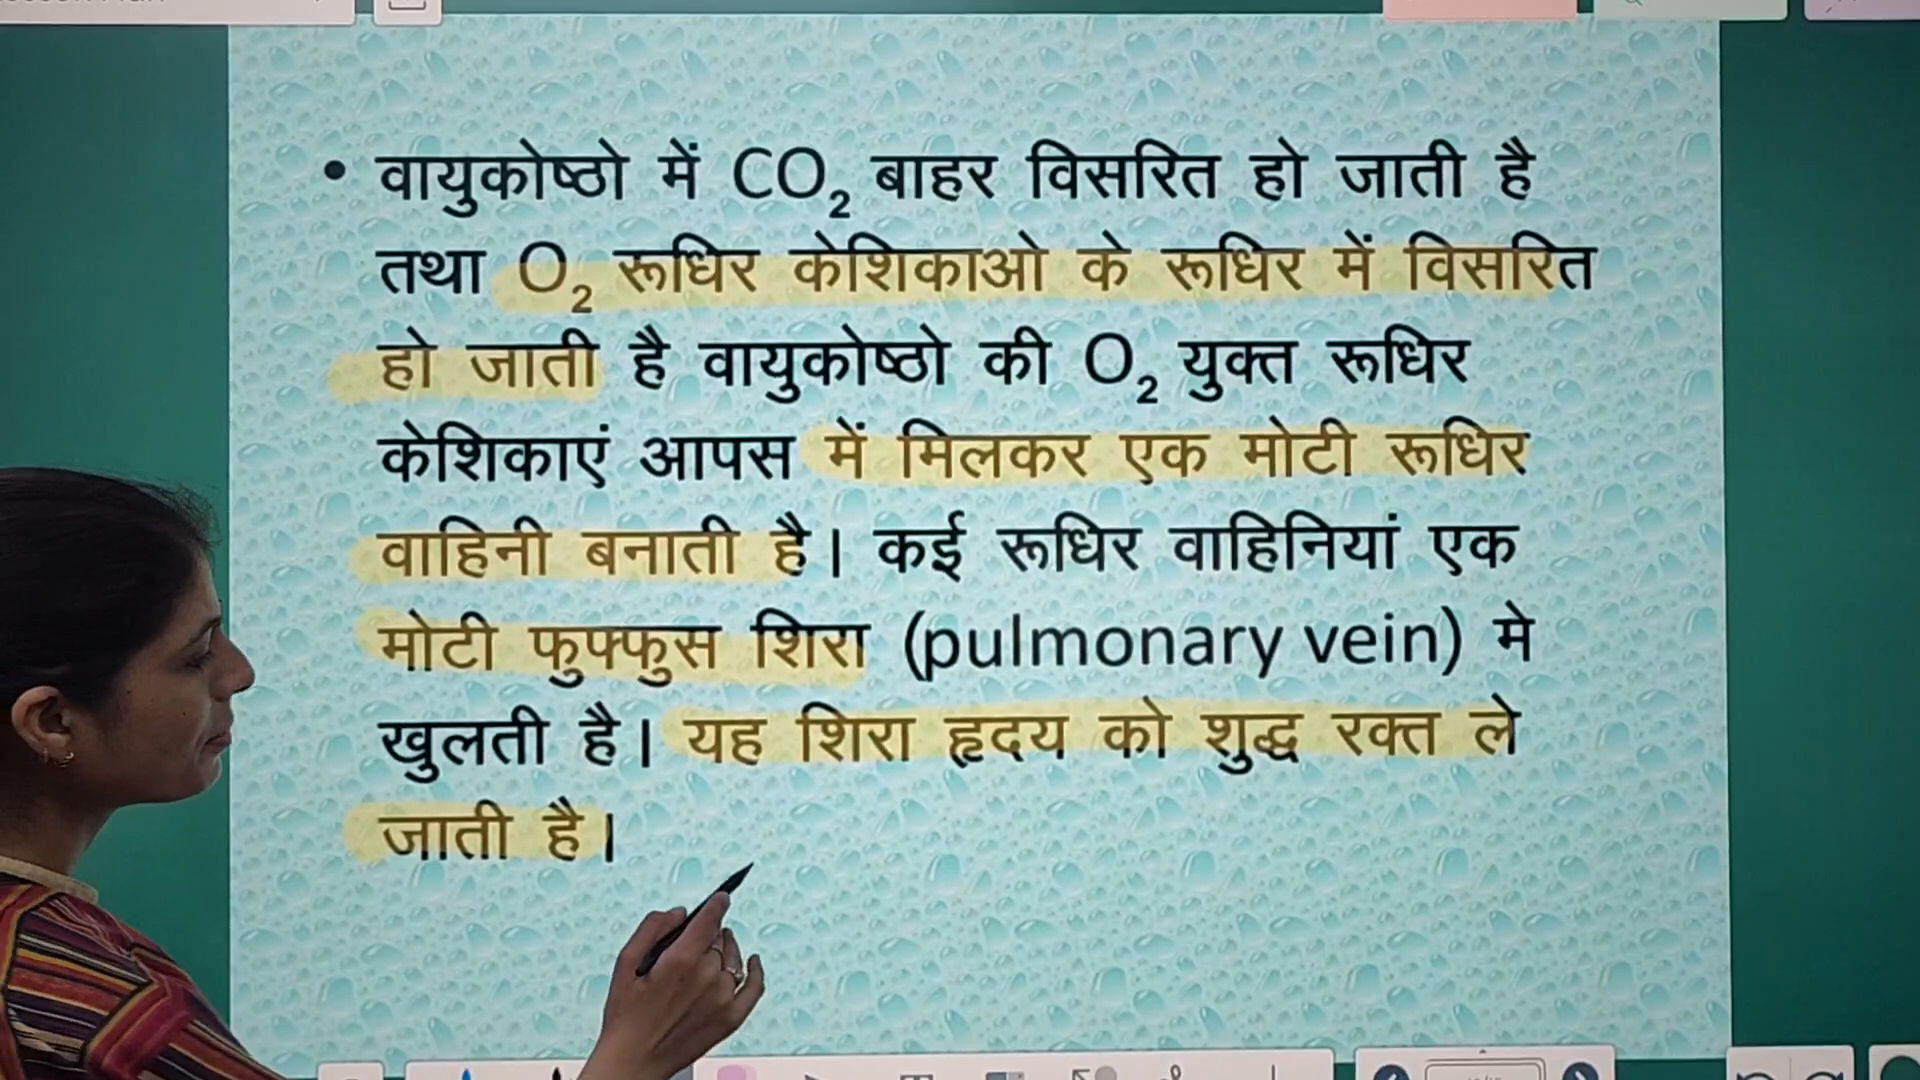 • वायुकोष्ठो में CO₂ बाहर विसरित हो जाती है
तथा O₂ रूधिर केशिकाओ के रूधिर में विसरित
हो जाती है वायुकोष्ठो की O₂ युक्त रूधिर
केशिकाएं आपस में मिलकर एक मोटी रूधिर
वाहिनी बनाती है। कई रूधिर वाहिनियां एक
मोटी फुफ्फुस शिरा (pulmonary vein) मे
खुलती है। यह शिरा हृदय को शुद्ध रक्त ले
जाती है।